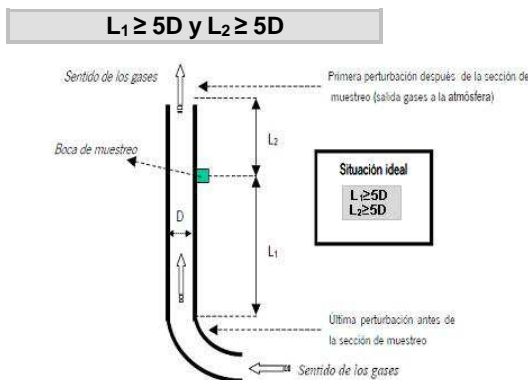 L₁ ≥ 5D y L₂ ≥ 5D
Sentido de los gases
Primera perturbación después de la sección de
muestreo (salida gases a la atmósfera)
L₂
Boca de muestreo
Situación ideal
L₁≥5D
L₂≥5D
D
L₁
Última perturbación antes de
la sección de muestreo
Sentido de los gases